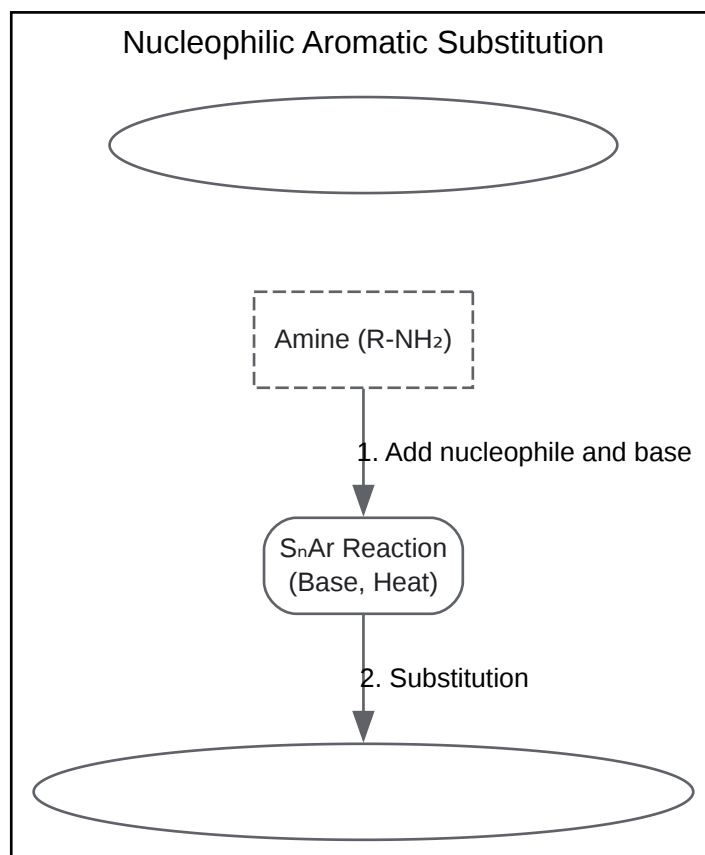 Nucleophilic Aromatic Substitution
Amine (R-NH₂)
1. Add nucleophile and base
SₙAr Reaction
(Base, Heat)
2. Substitution